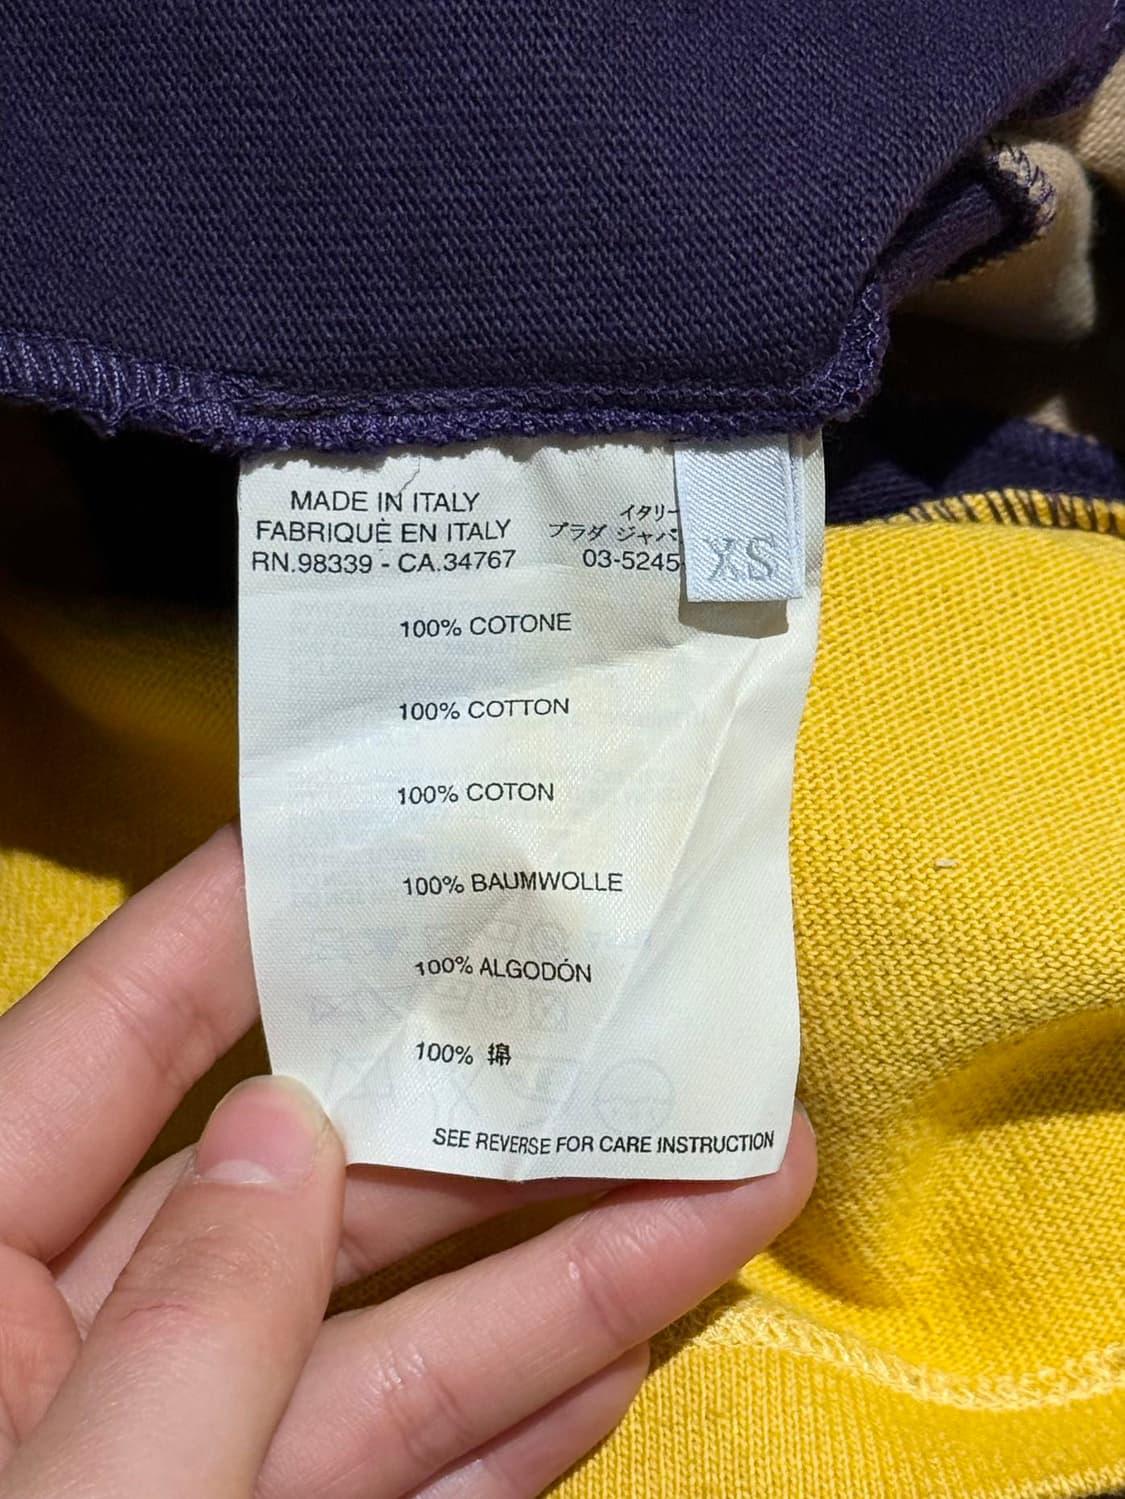 MADE IN ITALY
FABRIQUÈ EN ITALY
RN.98339 - CA.34767
イタリー
プラダ ジャパ
03-5245
XS
100% COTONE
100% COTTON
100% COTON
100% BAUMWOLLE
100% ALGODÓN
100% 綿
SEE REVERSE FOR CARE INSTRUCTION